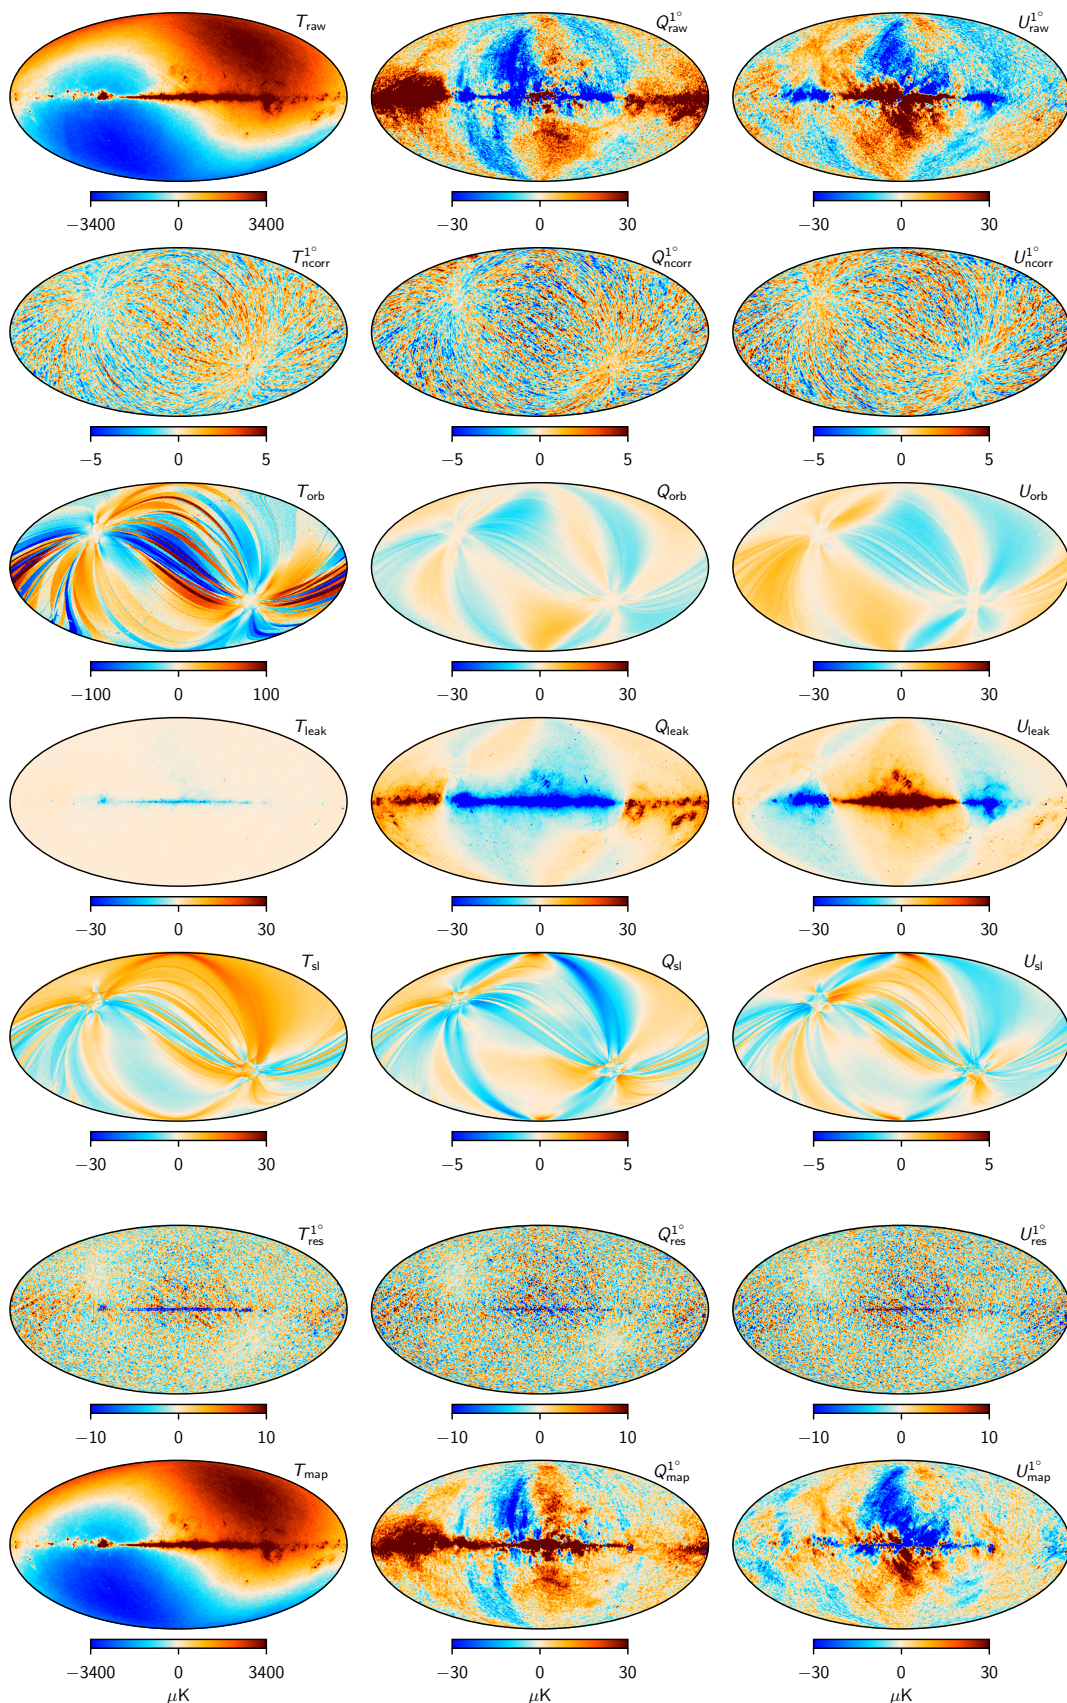 T_raw Q_raw^1° U_raw^1°
−3400 0 3400 −30 0 30 −30 0 30
T_ncorr^1° Q_ncorr^1° U_ncorr^1°
−5 0 5 −5 0 5 −5 0 5
T_orb Q_orb U_orb
−100 0 100 −30 0 30 −30 0 30
T_leak Q_leak U_leak
−30 0 30 −30 0 30 −30 0 30
T_sl Q_sl U_sl
−30 0 30 −5 0 5 −5 0 5
T_res^1° Q_res^1° U_res^1°
−10 0 10 −10 0 10 −10 0 10
T_map Q_map^1° U_map^1°
−3400 0 3400 −30 0 30 −30 0 30
μK μK μK